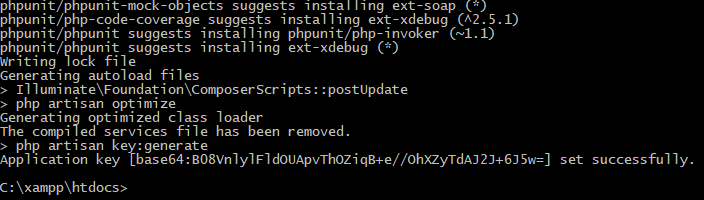 phpunit/phpunit-mock-objects suggests installing ext-soap (*)
phpunit/php-code-coverage suggests installing ext-xdebug (^2.5.1)
phpunit/phpunit suggests installing phpunit/php-invoker (~1.1)
phpunit/phpunit suggests installing ext-xdebug (*)
Writing lock file
Generating autoload files
> Illuminate\Foundation\ComposerScripts::postUpdate
> php artisan optimize
Generating optimized class loader
The compiled services file has been removed.
> php artisan key:generate
Application key [base64:B08VnlylFldOUApvThOZiqB+e//OhXZyTdAJ2J+6J5w=] set successfully.
C:\xampp\htdocs>